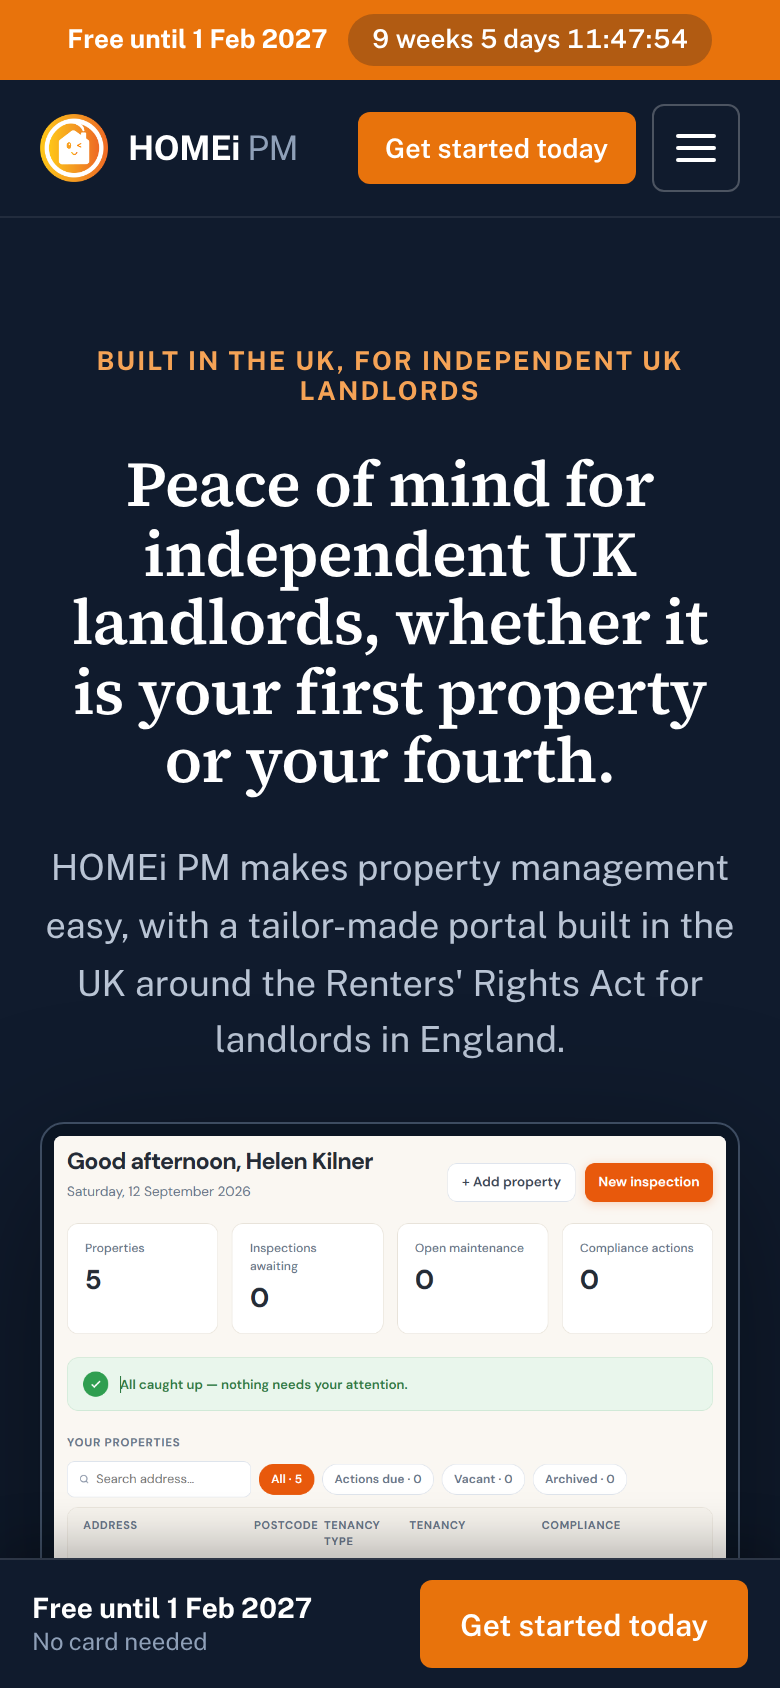 Free until 1 Feb 2027
9 weeks 5 days 11:47:54
HOMEi PM
Get started today
BUILT IN THE UK, FOR INDEPENDENT UK
LANDLORDS
Peace of mind for
independent UK
landlords, whether it
is your first property
or your fourth.
HOMEi PM makes property management
easy, with a tailor-made portal built in the
UK around the Renters' Rights Act for
landlords in England.
Good afternoon, Helen Kilner
Saturday, 12 September 2026
+ Add property
New inspection
Properties
5
Inspections
awaiting
0
Open maintenance
0
Compliance actions
0
All caught up — nothing needs your attention.
YOUR PROPERTIES
Search address...
All · 5
Actions due · 0
Vacant · 0
Archived · 0
ADDRESS
POSTCODE
TENANCY
TYPE
TENANCY
COMPLIANCE
Free until 1 Feb 2027
No card needed
Get started today